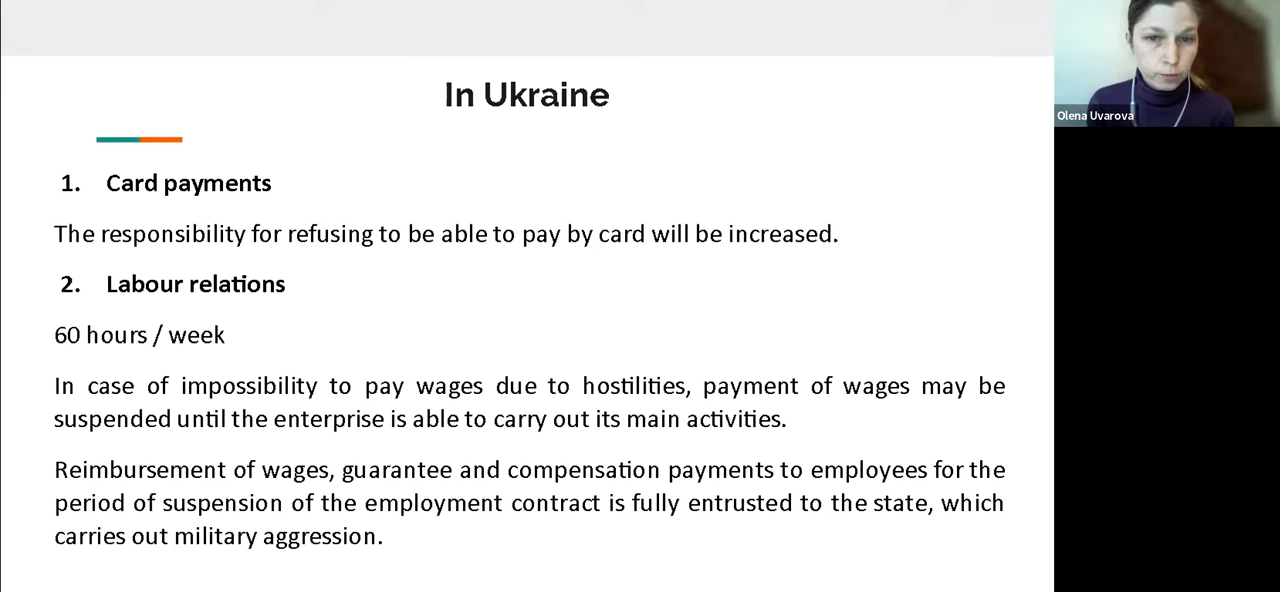 In Ukraine
Olena Uvarova
1. Card payments
The responsibility for refusing to be able to pay by card will be increased.
2. Labour relations
60 hours / week
In case of impossibility to pay wages due to hostilities, payment of wages may be
suspended until the enterprise is able to carry out its main activities.
Reimbursement of wages, guarantee and compensation payments to employees for the
period of suspension of the employment contract is fully entrusted to the state, which
carries out military aggression.